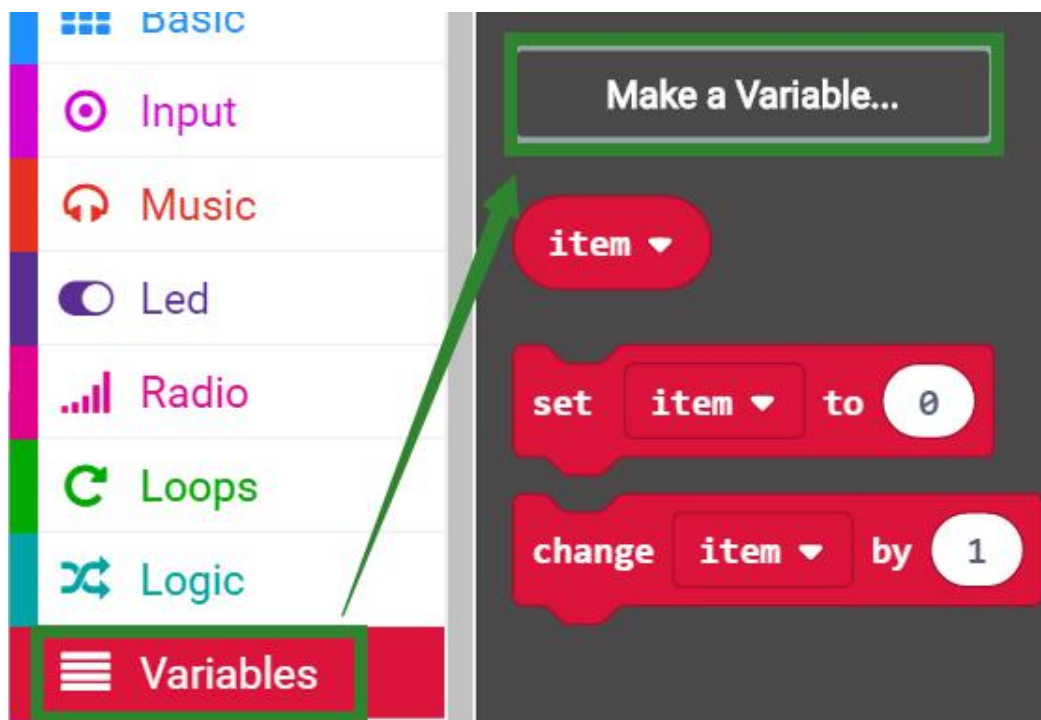 Basic
Input
Music
Led
Radio
Loops
Logic
Variables
Make a Variable...
item
set item to 0
change item by 1